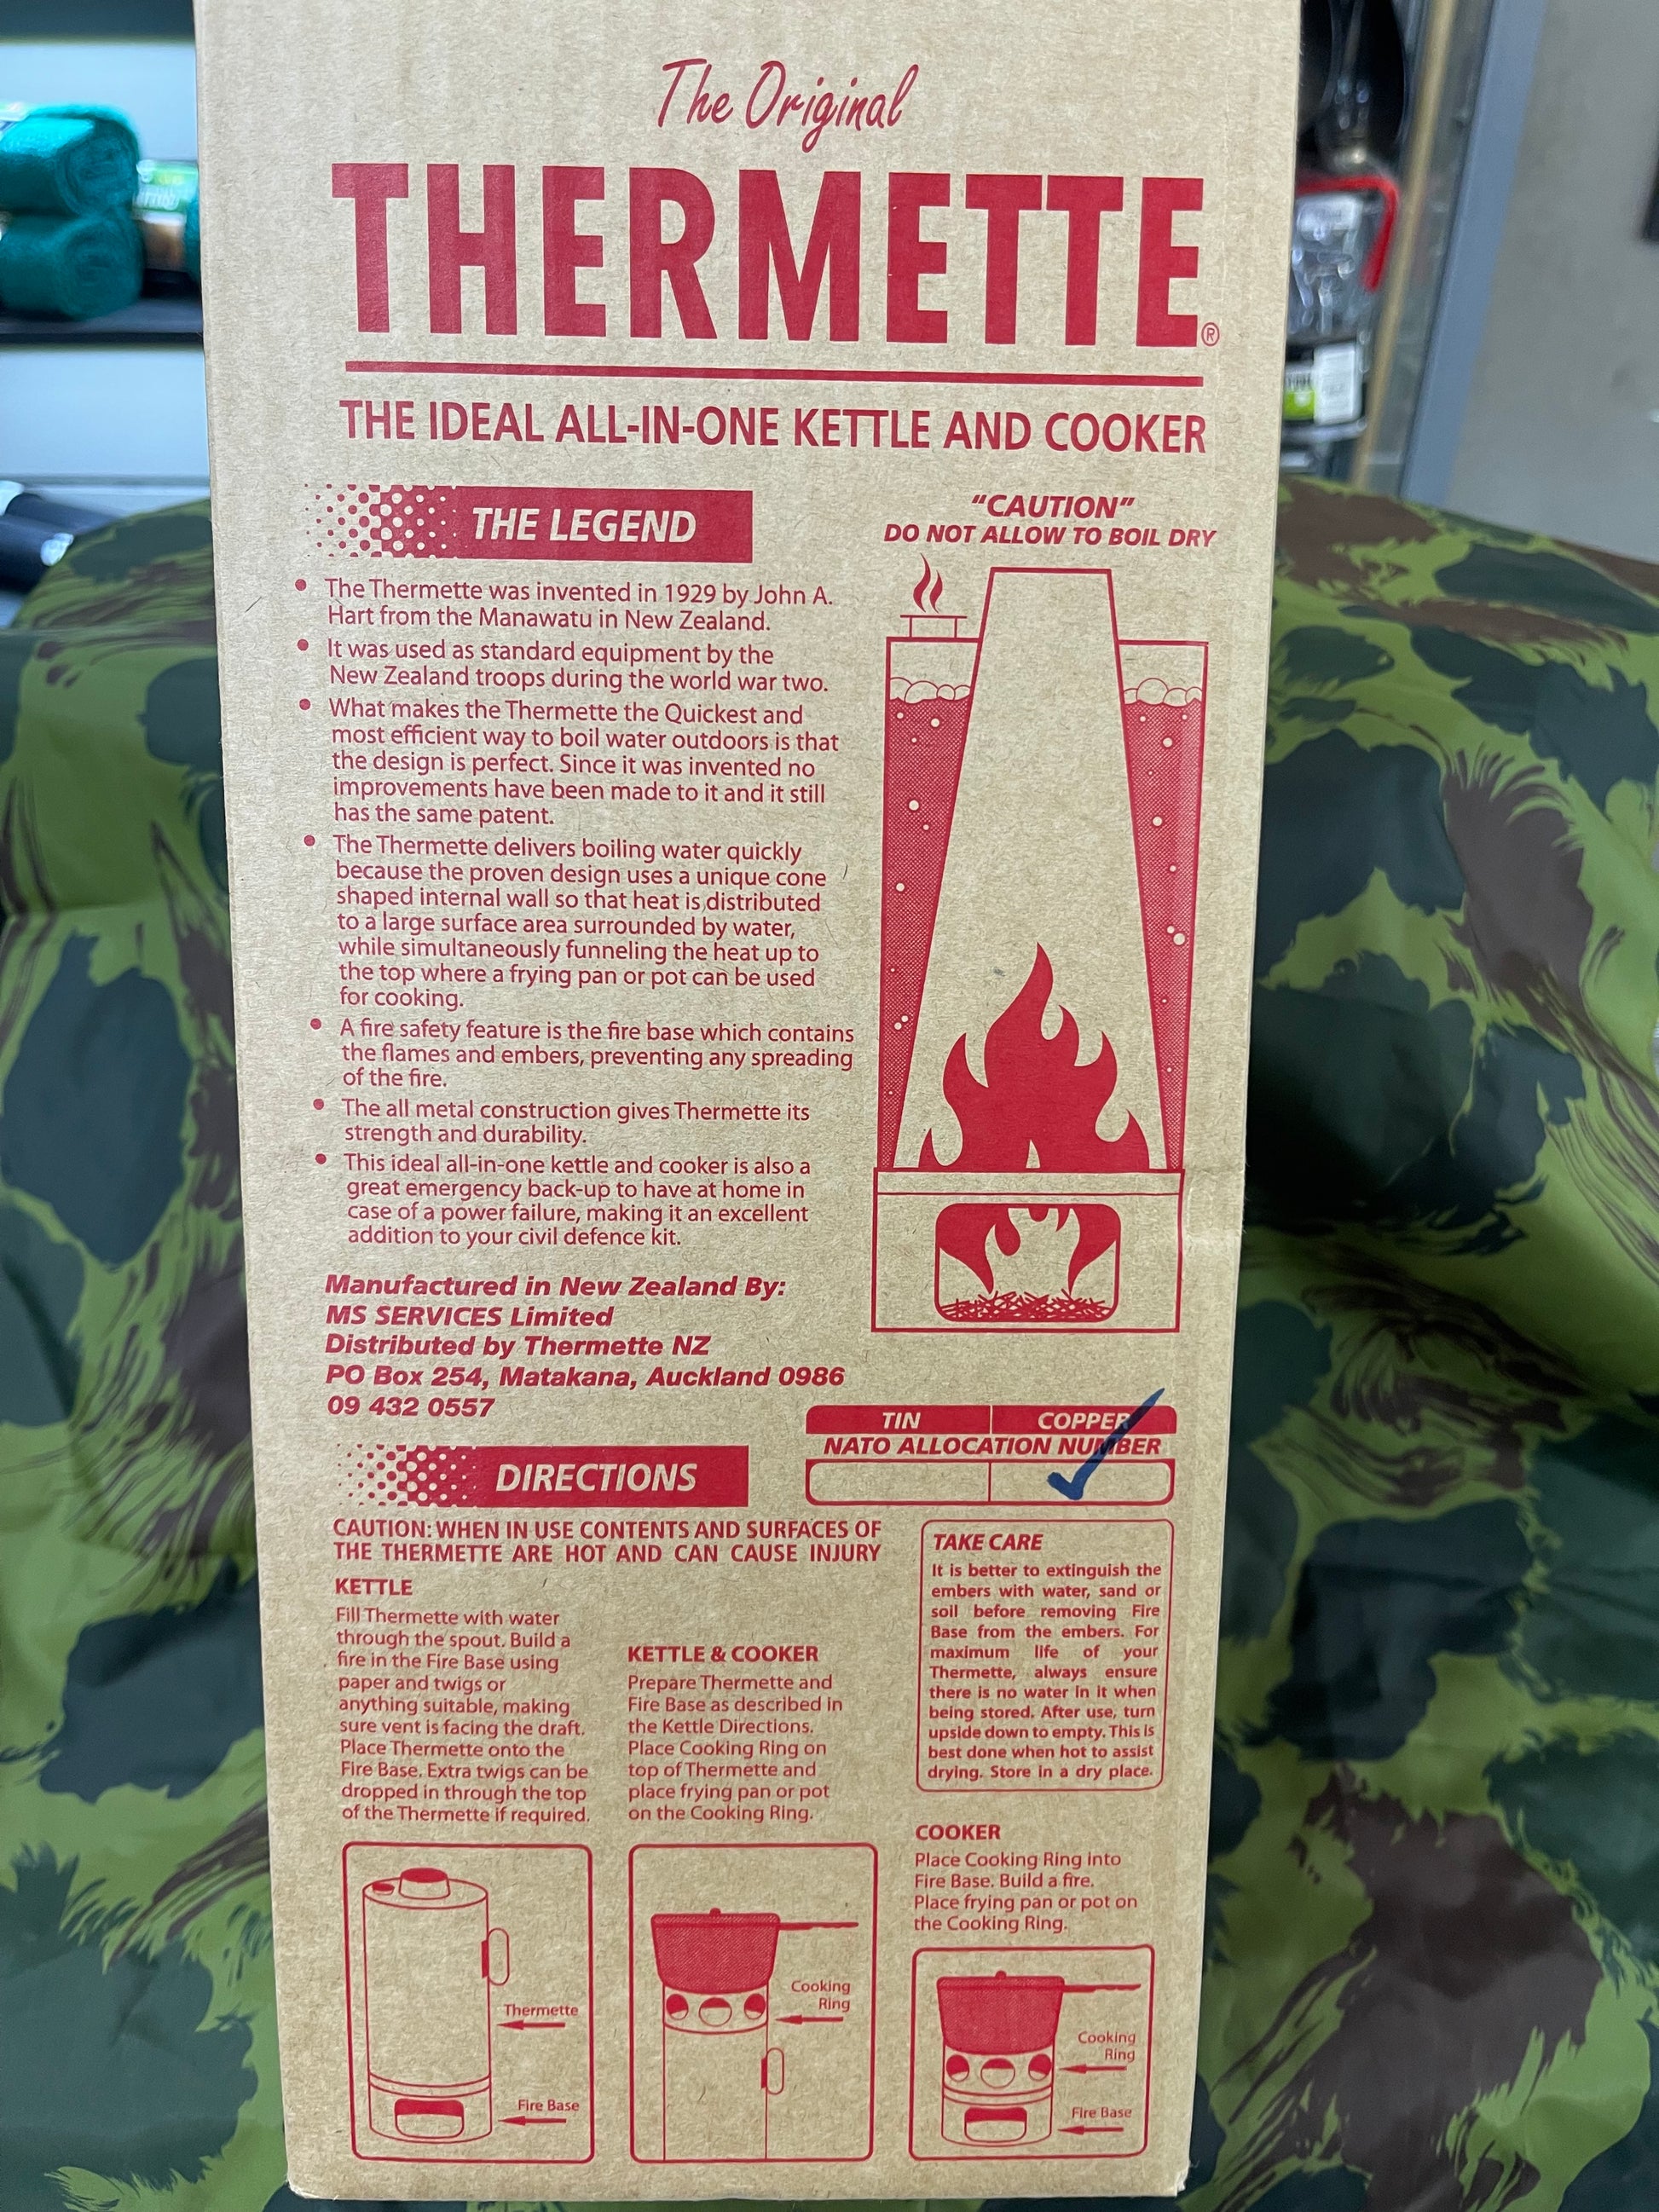 The Original
THERMETTE®
THE IDEAL ALL-IN-ONE KETTLE AND COOKER
THE LEGEND
• The Thermette was invented in 1929 by John A.
Hart from the Manawatu in New Zealand.
• It was used as standard equipment by the
New Zealand troops during the world war two.
• What makes the Thermette the Quickest and
most efficient way to boil water outdoors is that
the design is perfect. Since it was invented no
improvements have been made to it and it still
has the same patent.
• The Thermette delivers boiling water quickly
because the proven design uses a unique cone
shaped internal wall so that heat is distributed
to a large surface area surrounded by water,
while simultaneously funneling the heat up to
the top where a frying pan or pot can be used
for cooking.
• A fire safety feature is the fire base which contains
the flames and embers, preventing any spreading
of the fire.
• The all metal construction gives Thermette its
strength and durability.
• This ideal all-in-one kettle and cooker is also a
great emergency back-up to have at home in
case of a power failure, making it an excellent
addition to your civil defence kit.
"CAUTION"
DO NOT ALLOW TO BOIL DRY
Manufactured in New Zealand By:
MS SERVICES Limited
Distributed by Thermette NZ
PO Box 254, Matakana, Auckland 0986
09 432 0557
TIN COPPER
NATO ALLOCATION NUMBER
DIRECTIONS
CAUTION: WHEN IN USE CONTENTS AND SURFACES OF
THE THERMETTE ARE HOT AND CAN CAUSE INJURY
KETTLE
Fill Thermette with water
through the spout. Build a
fire in the Fire Base using
paper and twigs or
anything suitable, making
sure vent is facing the draft.
Place Thermette onto the
Fire Base. Extra twigs can be
dropped in through the top
of the Thermette if required.
Thermette
Fire Base
KETTLE & COOKER
Prepare Thermette and
Fire Base as described in
the Kettle Directions.
Place Cooking Ring on
top of Thermette and
place frying pan or pot
on the Cooking Ring.
Cooking
Ring
TAKE CARE
It is better to extinguish the
embers with water, sand or
soil before removing Fire
Base from the embers. For
maximum life of your
Thermette, always ensure
there is no water in it when
being stored. After use, turn
upside down to empty. This is
best done when hot to assist
drying. Store in a dry place.
COOKER
Place Cooking Ring into
Fire Base. Build a fire.
Place frying pan or pot on
the Cooking Ring.
Cooking
Ring
Fire Base